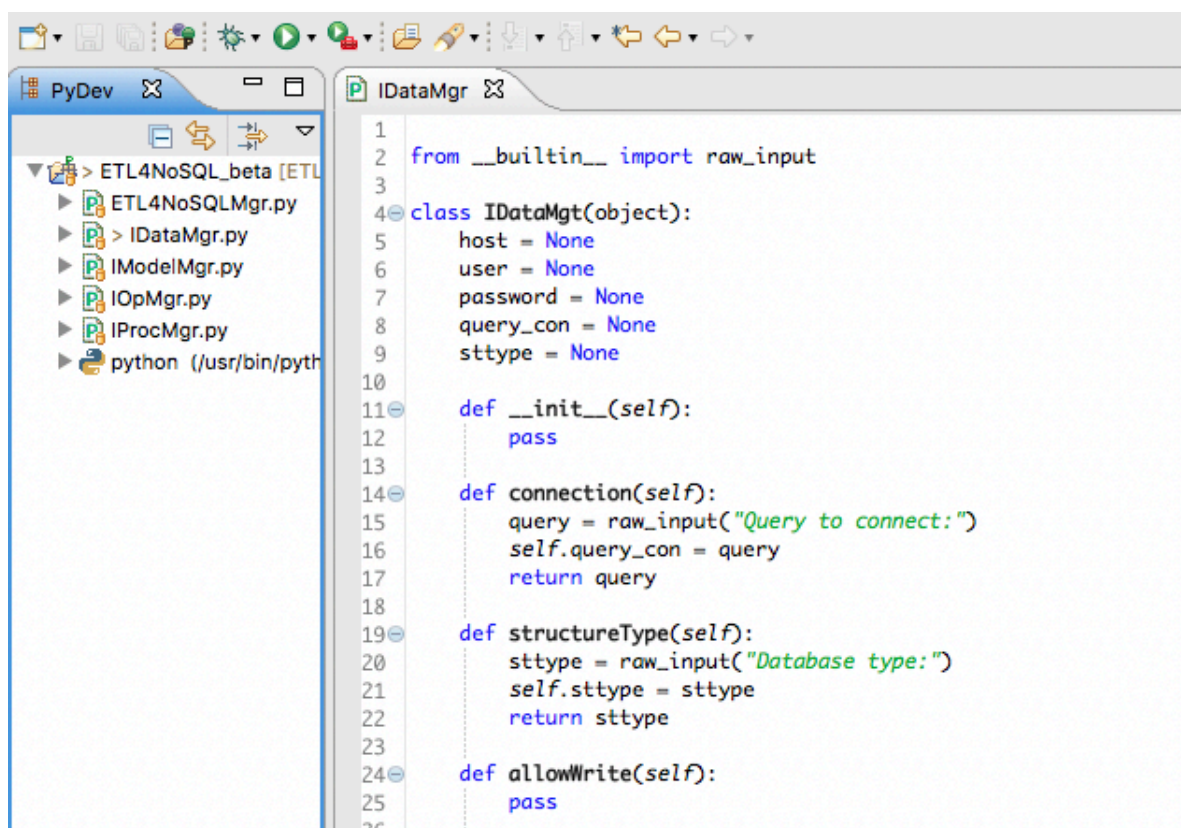 PyDev
IDataMgr
> ETL4NoSQL_beta [ETL
ETL4NoSQLMgr.py
> IDataMgr.py
IModelMgr.py
IOpMgr.py
IProcMgr.py
python (/usr/bin/pyth
1
2 from __builtin__ import raw_input
3
4 class IDataMgt(object):
5 host = None
6 user = None
7 password = None
8 query_con = None
9 sttype = None
10
11 def __init__(self):
12 pass
13
14 def connection(self):
15 query = raw_input("Query to connect:")
16 self.query_con = query
17 return query
18
19 def structureType(self):
20 sttype = raw_input("Database type:")
21 self.sttype = sttype
22 return sttype
23
24 def allowWrite(self):
25 pass